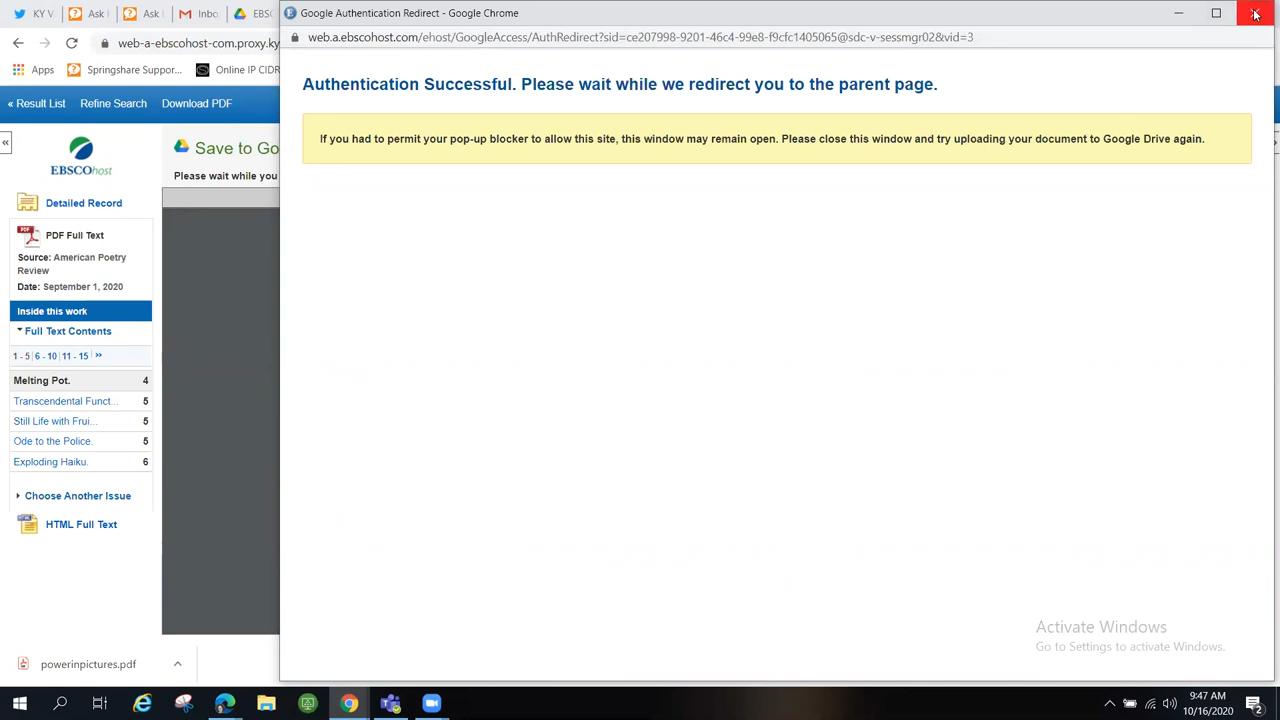 Google Authentication Redirect - Google Chrome
KY V
Ask
Ask
Inbo
EBSCO
web-a-ebscohost-com.proxy.ky
web.a.ebscohost.com/ehost/GoogleAccess/AuthRedirect?sid=ce207998-9201-46c4-99e8-f9cfc1405065@sdc-v-sessmgr02&vid=3
Apps
Springshare Suppor...
Online IP CIDR
« Result List Refine Search Download PDF
Authentication Successful. Please wait while we redirect you to the parent page.
If you had to permit your pop-up blocker to allow this site, this window may remain open. Please close this window and try uploading your document to Google Drive again.
«
EBSCOhost
Save to Go
Please wait while you
Detailed Record
PDF
PDF Full Text
Source: American Poetry
Review
Date: September 1, 2020
Inside this work
Full Text Contents
1 - 5 | 6 - 10 | 11 - 15 | »
Melting Pot. 4
Transcendental Funct... 5
Still Life with Frui... 5
Ode to the Police. 5
Exploding Haiku. 6
Choose Another Issue
HTML Full Text
Activate Windows
Go to Settings to activate Windows.
powerinpictures.pdf
9:47 AM
10/16/2020
2